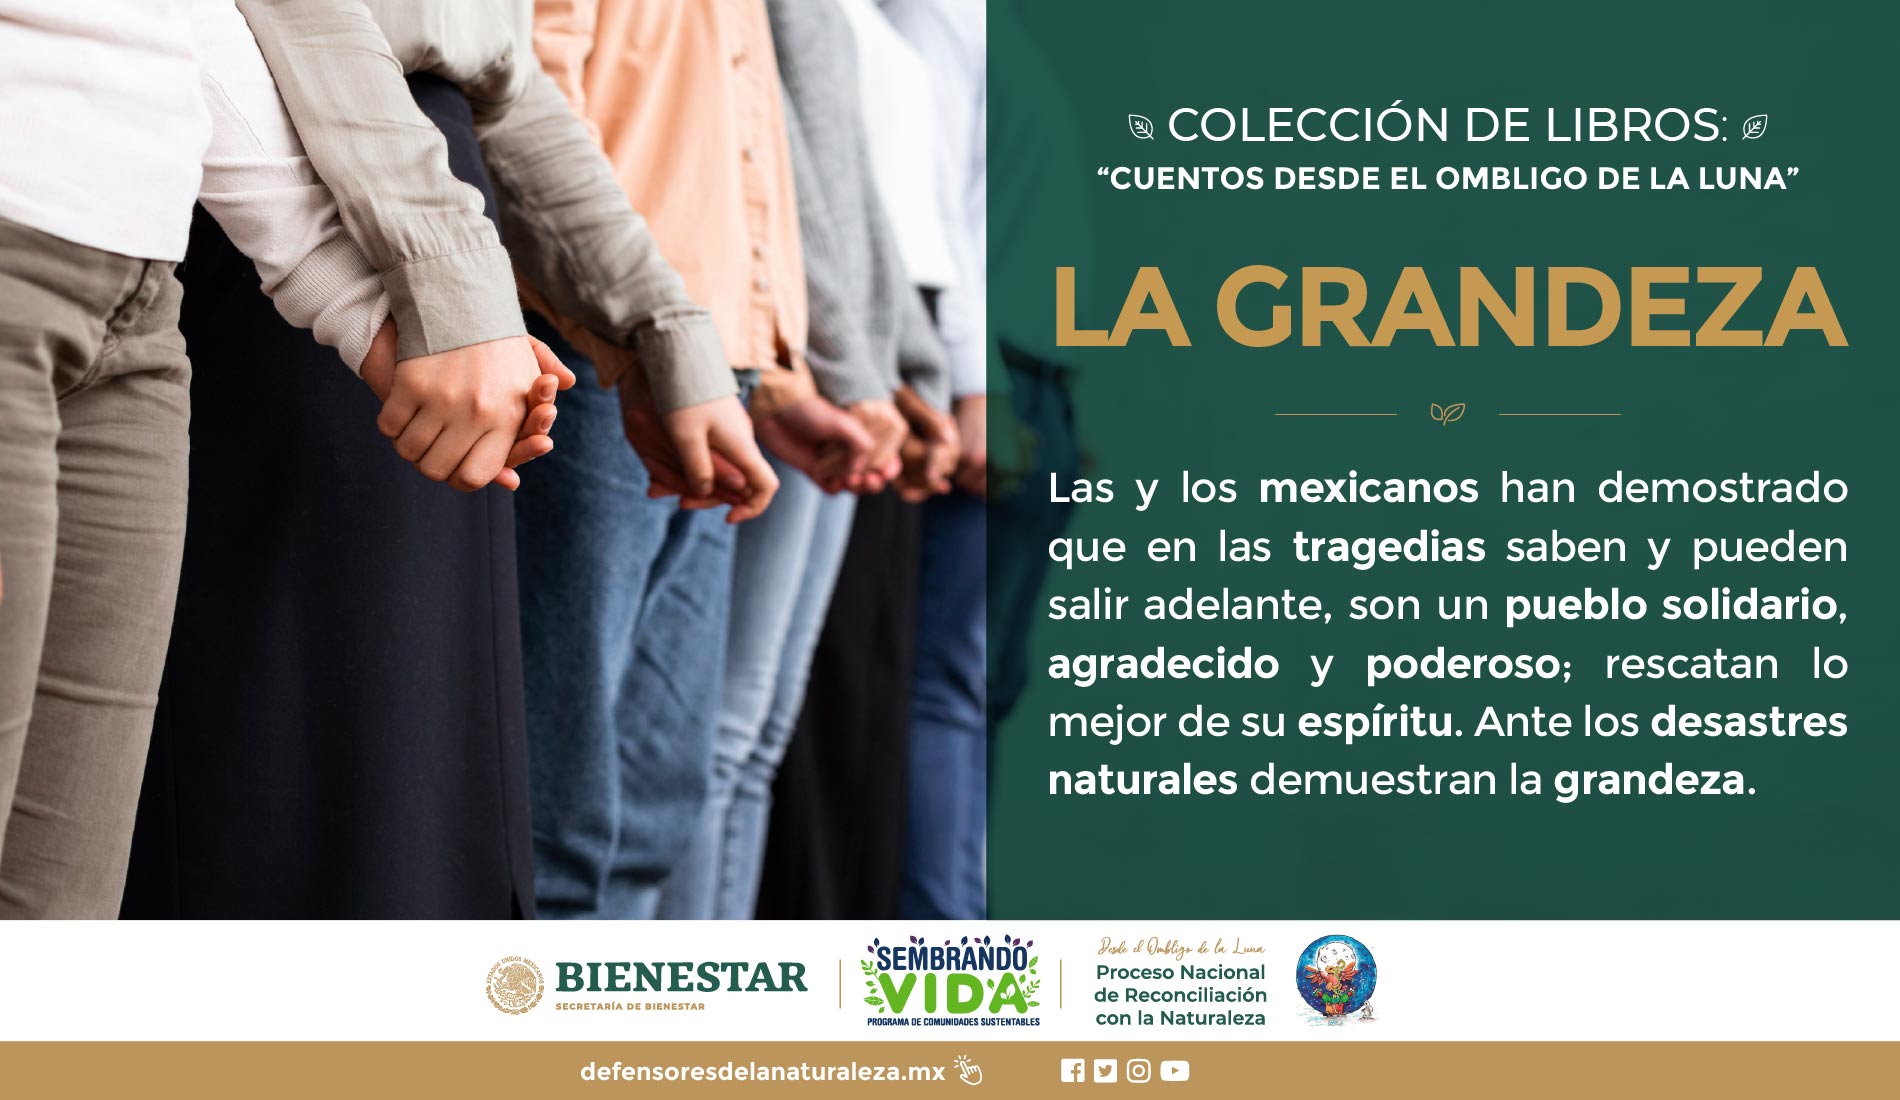 COLECCIÓN DE LIBROS:
“CUENTOS DESDE EL OMBLIGO DE LA LUNA”
LA GRANDEZA
Las y los mexicanos han demostrado
que en las tragedias saben y pueden
salir adelante, son un pueblo solidario,
agradecido y poderoso; rescatan lo
mejor de su espíritu. Ante los desastres
naturales demuestran la grandeza.
ESTADOS UNIDOS MEXICANOS
BIENESTAR
SECRETARÍA DE BIENESTAR
SEMBRANDO
VIDA
PROGRAMA DE COMUNIDADES SUSTENTABLES
Desde el Ombligo de la Luna
Proceso Nacional
de Reconciliación
con la Naturaleza
defensoresdelanaturaleza.mx